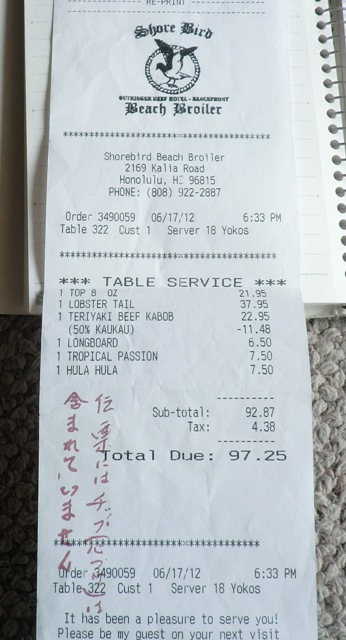 RE-PRINT
Shore Bird
OUTRIGGER REEF HOTEL - BEACHFRONT
Beach Broiler
***********************************
Shorebird Beach Broiler
2169 Kalia Road
Honolulu, HI 96815
PHONE: (808) 922-2887
Order 3490059 06/17/12 6:33 PM
Table 322 Cust 1 Server 18 Yokos
***********************************
*** TABLE SERVICE ***
1 TOP 8 OZ 21.95
1 LOBSTER TAIL 37.95
1 TERIYAKI BEEF KABOB 22.95
(50% KAUKAU) -11.48
1 LONGBOARD 6.50
1 TROPICAL PASSION 7.50
1 HULA HULA 7.50
----------
Sub-total: 92.87
Tax: 4.38
----------
Total Due: 97.25
伝票にはチップは
含まれていません
***********************************
Order 3490059 06/17/12 6:33 PM
Table 322 Cust 1 Server 18 Yokos
It has been a pleasure to serve you!
Please be my guest on your next visit